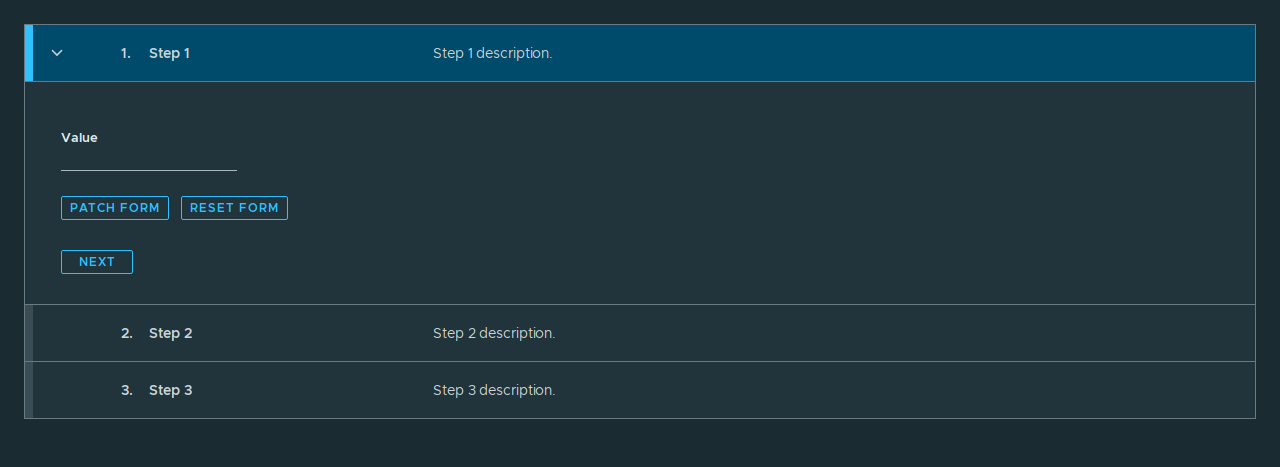 1. Step 1 Step 1 description.
Value
PATCH FORM RESET FORM
NEXT
2. Step 2 Step 2 description.
3. Step 3 Step 3 description.